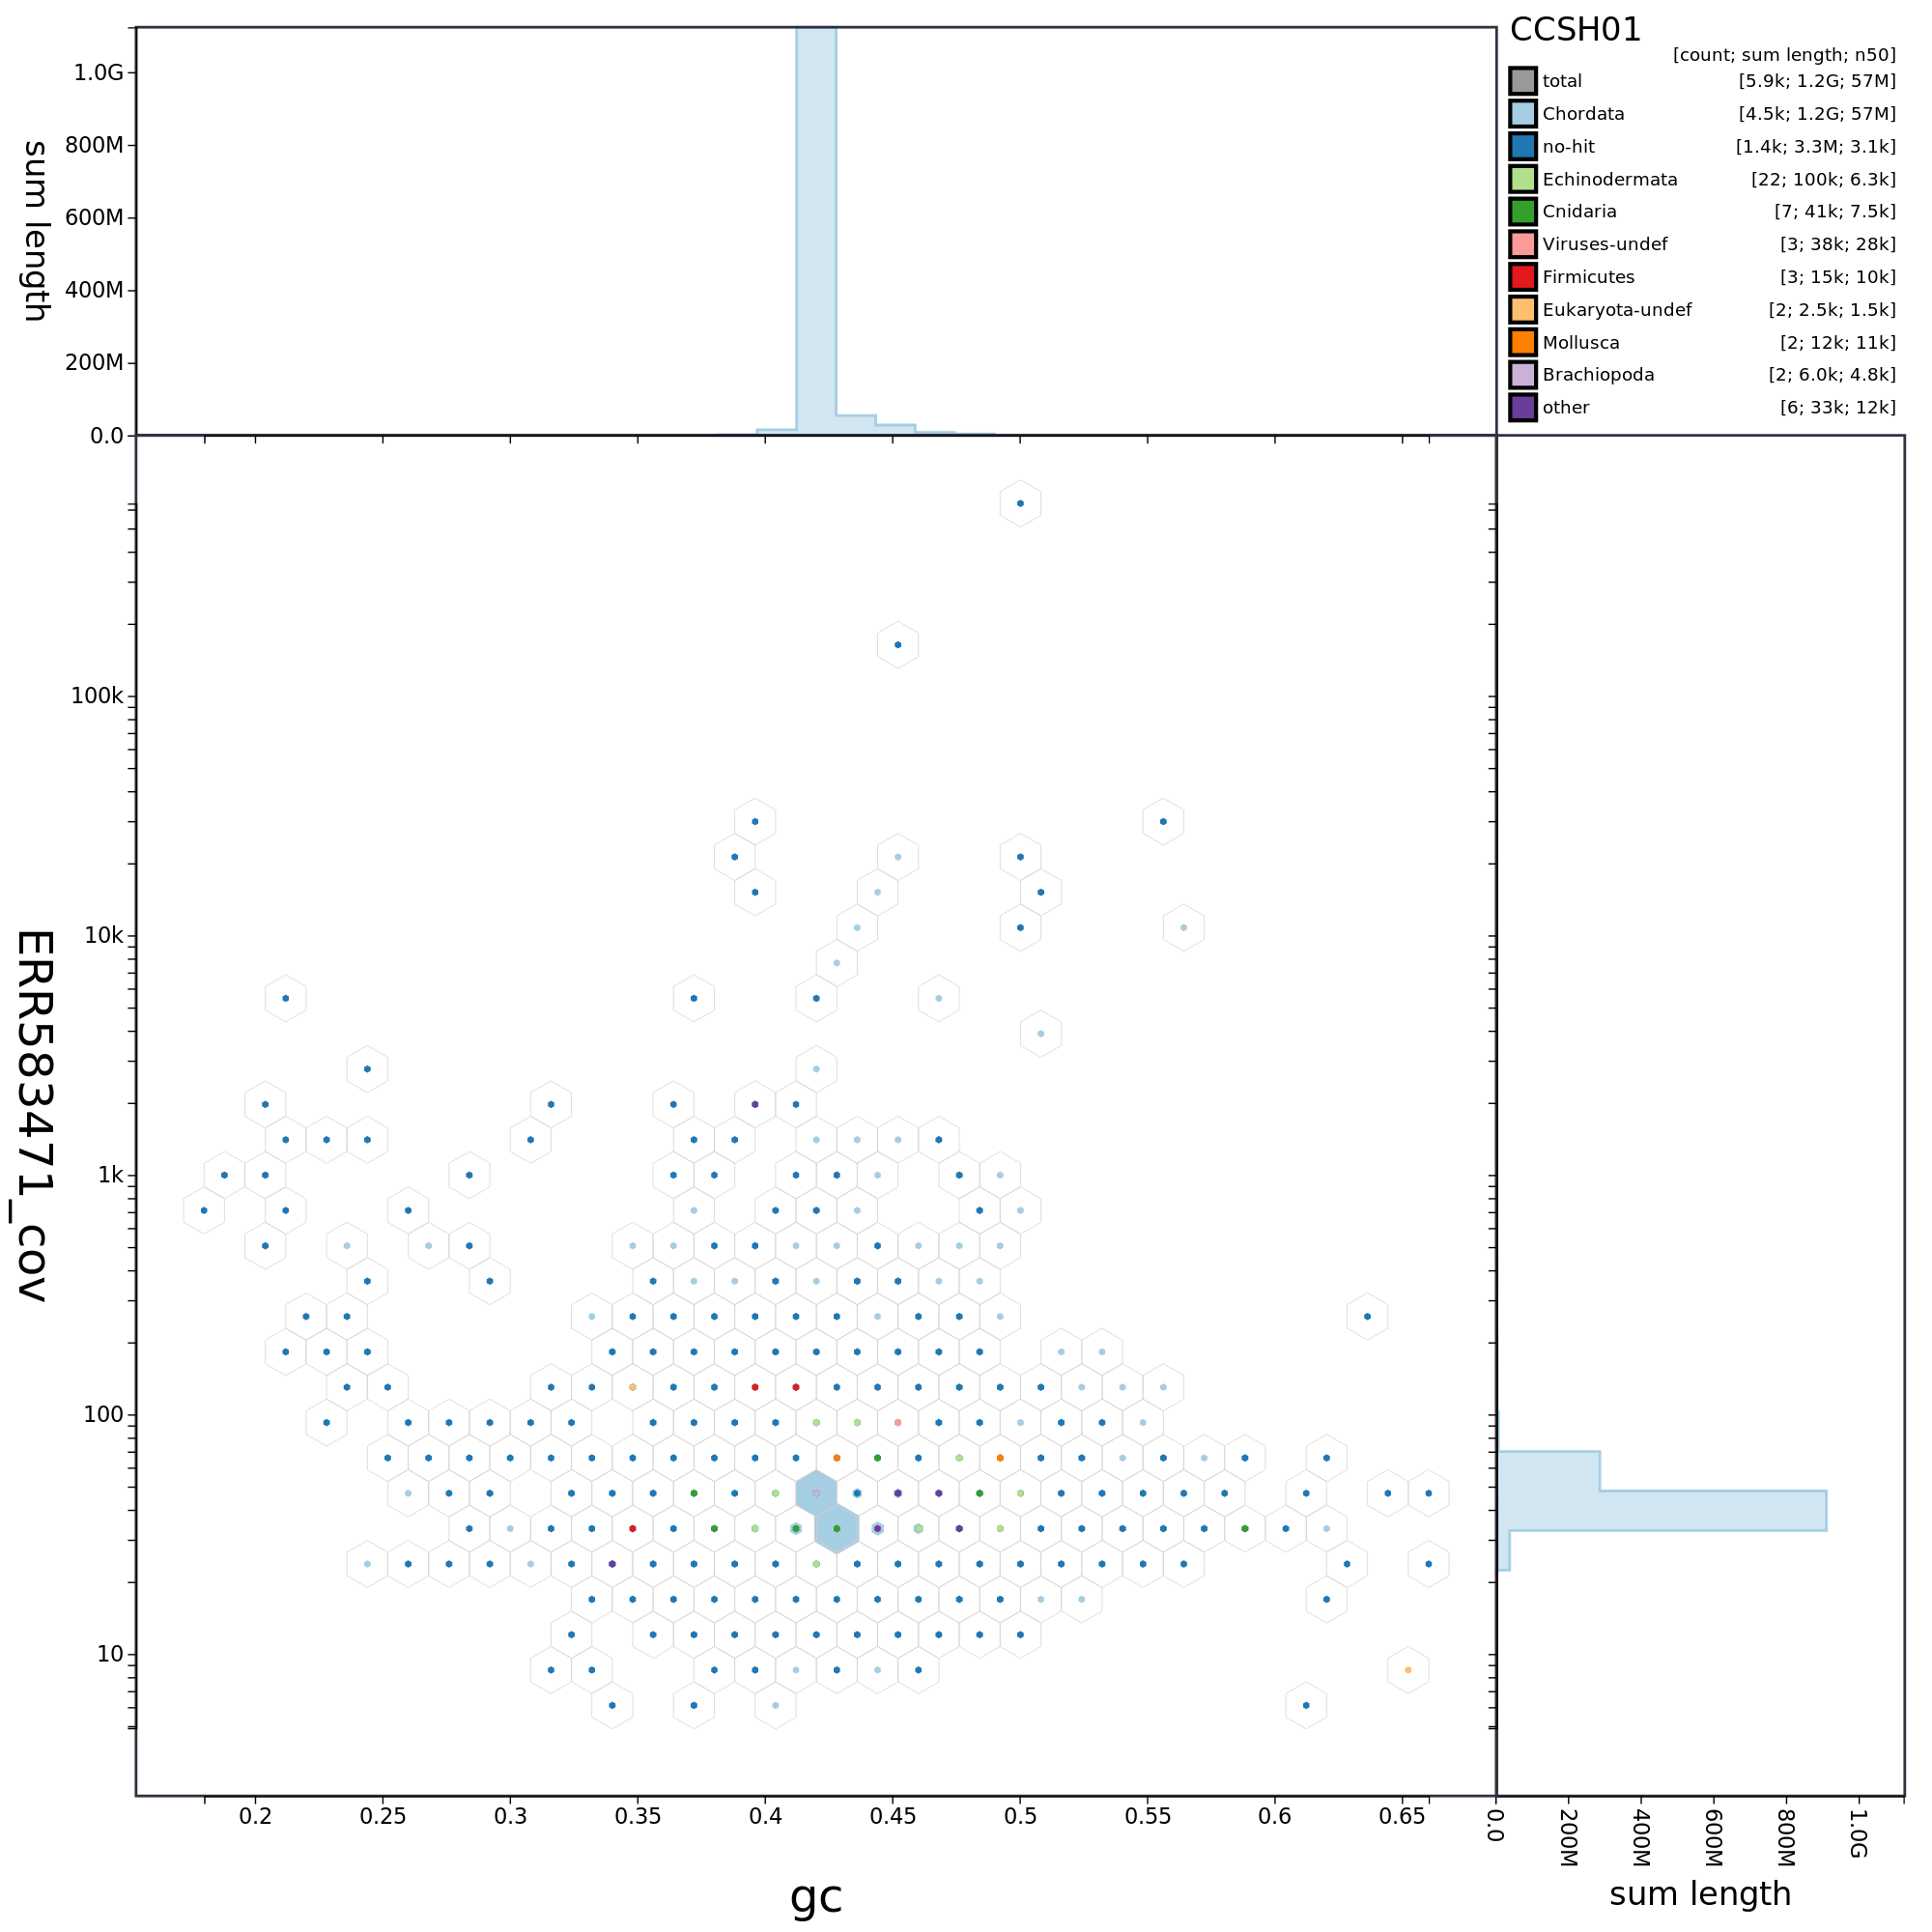 CCSH01
[count; sum length; n50]
total [5.9k; 1.2G; 57M]
Chordata [4.5k; 1.2G; 57M]
no-hit [1.4k; 3.3M; 3.1k]
Echinodermata [22; 100k; 6.3k]
Cnidaria [7; 41k; 7.5k]
Viruses-undef [3; 38k; 28k]
Firmicutes [3; 15k; 10k]
Eukaryota-undef [2; 2.5k; 1.5k]
Mollusca [2; 12k; 11k]
Brachiopoda [2; 6.0k; 4.8k]
other [6; 33k; 12k]
sum length
1.0G
800M
600M
400M
200M
0.0
ERR583471_cov
100k
10k
1k
100
10
0.2 0.25 0.3 0.35 0.4 0.45 0.5 0.55 0.6 0.65
gc
0.0 200M 400M 600M 800M 1.0G
sum length